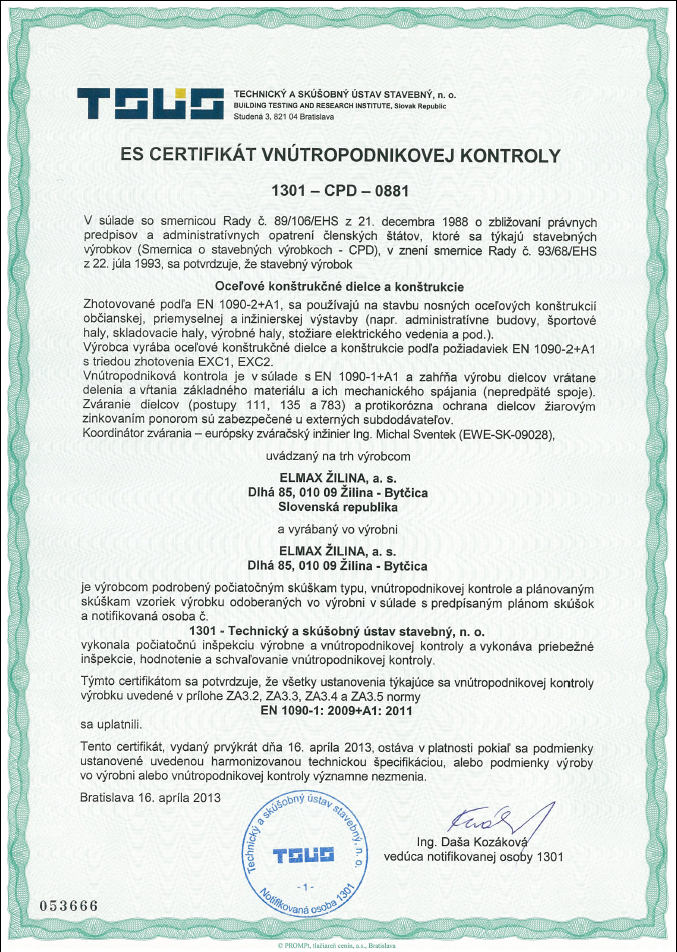 TSÚS
TECHNICKÝ A SKÚŠOBNÝ ÚSTAV STAVEBNÝ, n. o.
BUILDING TESTING AND RESEARCH INSTITUTE, Slovak Republic
Studená 3, 821 04 Bratislava
ES CERTIFIKÁT VNÚTROPODNIKOVEJ KONTROLY
1301 – CPD – 0881
V súlade so smernicou Rady č. 89/106/EHS z 21. decembra 1988 o zbližovaní právnych
predpisov a administratívnych opatrení členských štátov, ktoré sa týkajú stavebných
výrobkov (Smernica o stavebných výrobkoch - CPD), v znení smernice Rady č. 93/68/EHS
z 22. júla 1993, sa potvrdzuje, že stavebný výrobok
Oceľové konštrukčné dielce a konštrukcie
Zhotovované podľa EN 1090-2+A1, sa používajú na stavbu nosných oceľových konštrukcií
občianskej, priemyselnej a inžinierskej výstavby (napr. administratívne budovy, športové
haly, skladovacie haly, výrobné haly, stožiare elektrického vedenia a pod.).
Výrobca vyrába oceľové konštrukčné dielce a konštrukcie podľa požiadaviek EN 1090-2+A1
s triedou zhotovenia EXC1, EXC2.
Vnútropodniková kontrola je v súlade s EN 1090-1+A1 a zahŕňa výrobu dielcov vrátane
delenia a vŕtania základného materiálu a ich mechanického spájania (nepredpäté spoje).
Zváranie dielcov (postupy 111, 135 a 783) a protikorózna ochrana dielcov žiarovým
zinkovaním ponorom sú zabezpečené u externých subdodávateľov.
Koordinátor zvárania – európsky zváračský inžinier Ing. Michal Sventek (EWE-SK-09028),
uvádzaný na trh výrobcom
ELMAX ŽILINA, a. s.
Dlhá 85, 010 09 Žilina - Bytčica
Slovenská republika
a vyrábaný vo výrobni
ELMAX ŽILINA, a. s.
Dlhá 85, 010 09 Žilina - Bytčica
je výrobcom podrobený počiatočným skúškam typu, vnútropodnikovej kontrole a plánovaným
skúškam vzoriek výrobku odoberaných vo výrobni v súlade s predpísaným plánom skúšok
a notifikovaná osoba č.
1301 - Technický a skúšobný ústav stavebný, n. o.
vykonala počiatočnú inšpekciu výrobne a vnútropodnikovej kontroly a vykonáva priebežné
inšpekcie, hodnotenie a schvaľovanie vnútropodnikovej kontroly.
Týmto certifikátom sa potvrdzuje, že všetky ustanovenia týkajúce sa vnútropodnikovej kontroly
výrobku uvedené v prílohe ZA3.2, ZA3.3, ZA3.4 a ZA3.5 normy
EN 1090-1: 2009+A1: 2011
sa uplatnili.
Tento certifikát, vydaný prvýkrát dňa 16. apríla 2013, ostáva v platnosti pokiaľ sa podmienky
ustanovené uvedenou harmonizovanou technickou špecifikáciou, alebo podmienky výroby
vo výrobni alebo vnútropodnikovej kontroly významne nezmenia.
Bratislava 16. apríla 2013
Technický a skúšobný ústav stavebný, n. o.
TSÚS
- 1 -
Notifikovaná osoba 1301
Ing. Daša Kozáková
vedúca notifikovanej osoby 1301
053666
© PROMPt, tlačiareň cenín, a.s., Bratislava